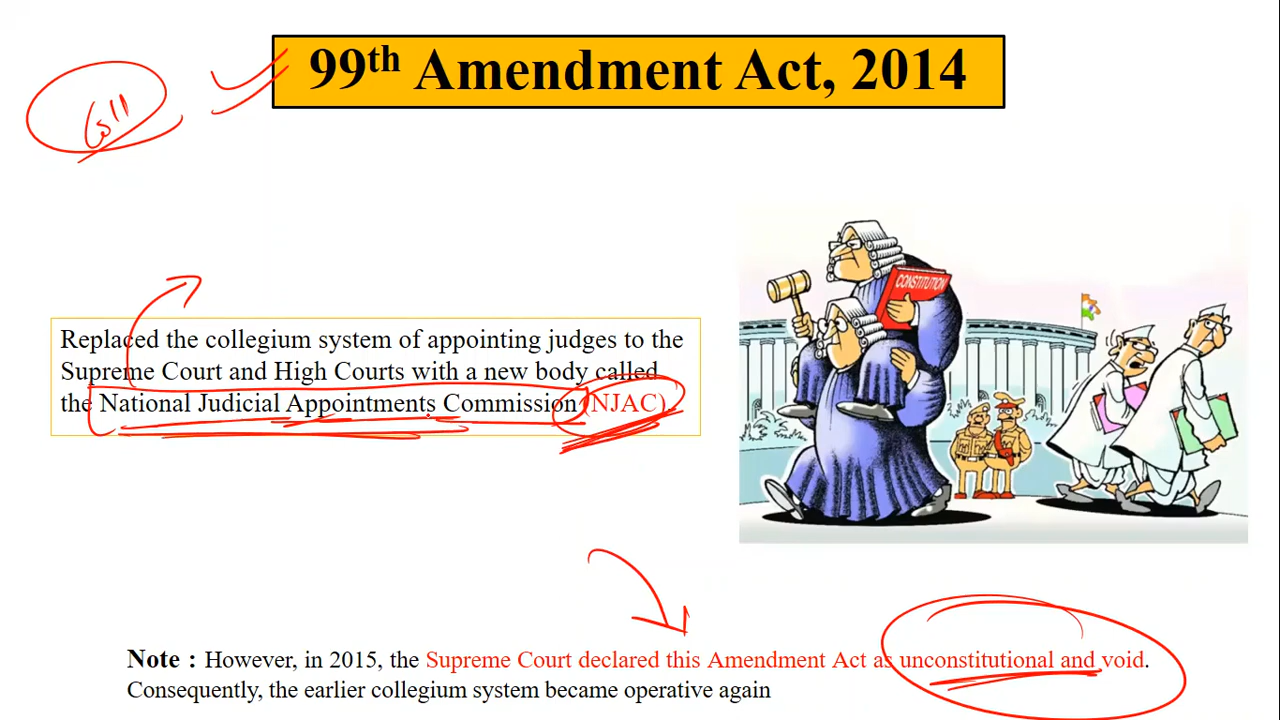 99th Amendment Act, 2014
Replaced the collegium system of appointing judges to the
Supreme Court and High Courts with a new body called
the National Judicial Appointments Commission (NJAC)
CONSTITUTION
Note : However, in 2015, the Supreme Court declared this Amendment Act as unconstitutional and void.
Consequently, the earlier collegium system became operative again